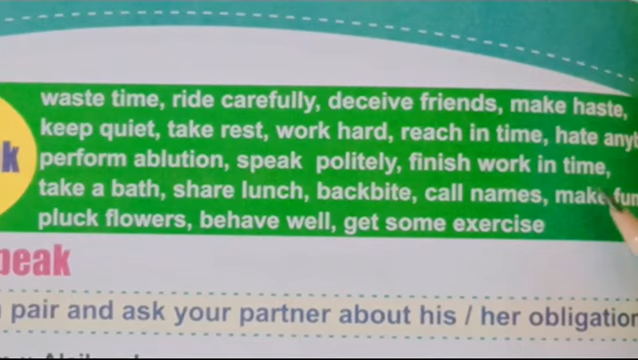 waste time, ride carefully, deceive friends, make haste,
keep quiet, take rest, work hard, reach in time, hate
k perform ablution, speak politely, finish work in time,
take a bath, share lunch, backbite, call names, make fun
pluck flowers, behave well, get some exercise
peak
pair and ask your partner about his / her obligation